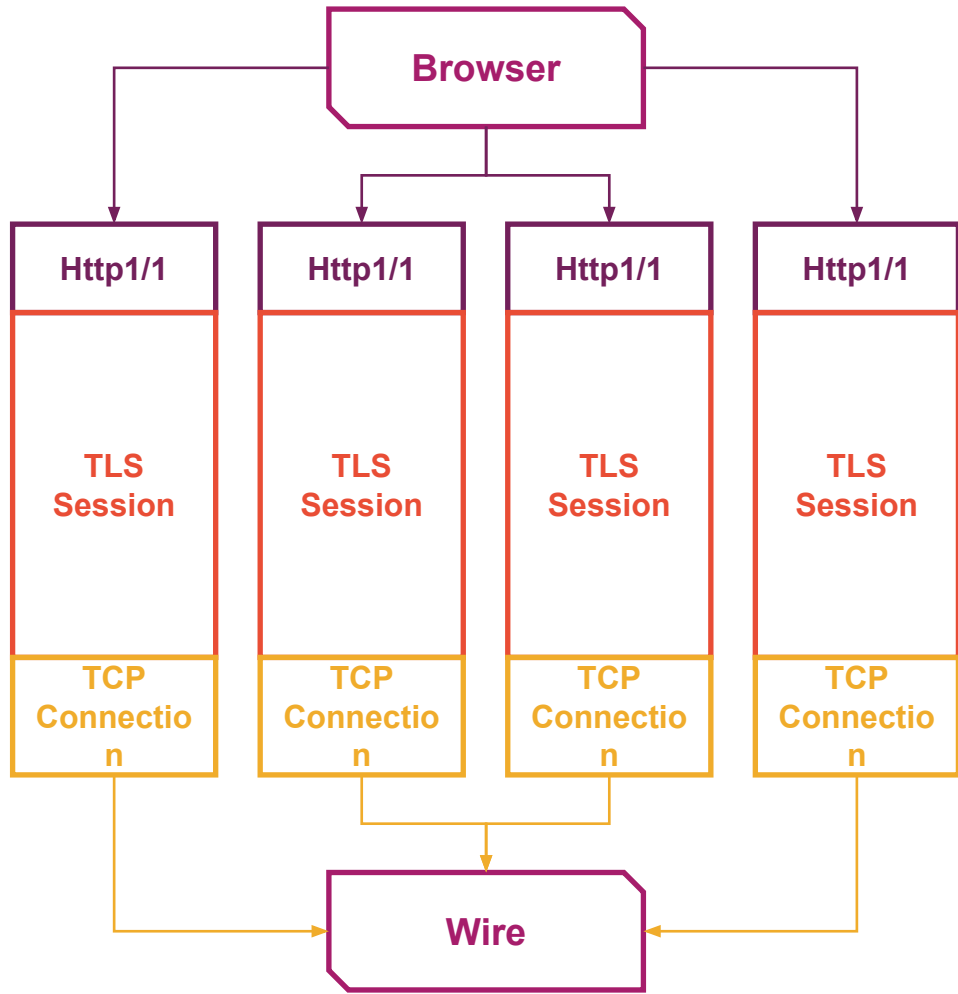 Browser
Http1/1
Http1/1
Http1/1
Http1/1
TLS
Session
TLS
Session
TLS
Session
TLS
Session
TCP
Connectio
n
TCP
Connectio
n
TCP
Connectio
n
TCP
Connectio
n
Wire